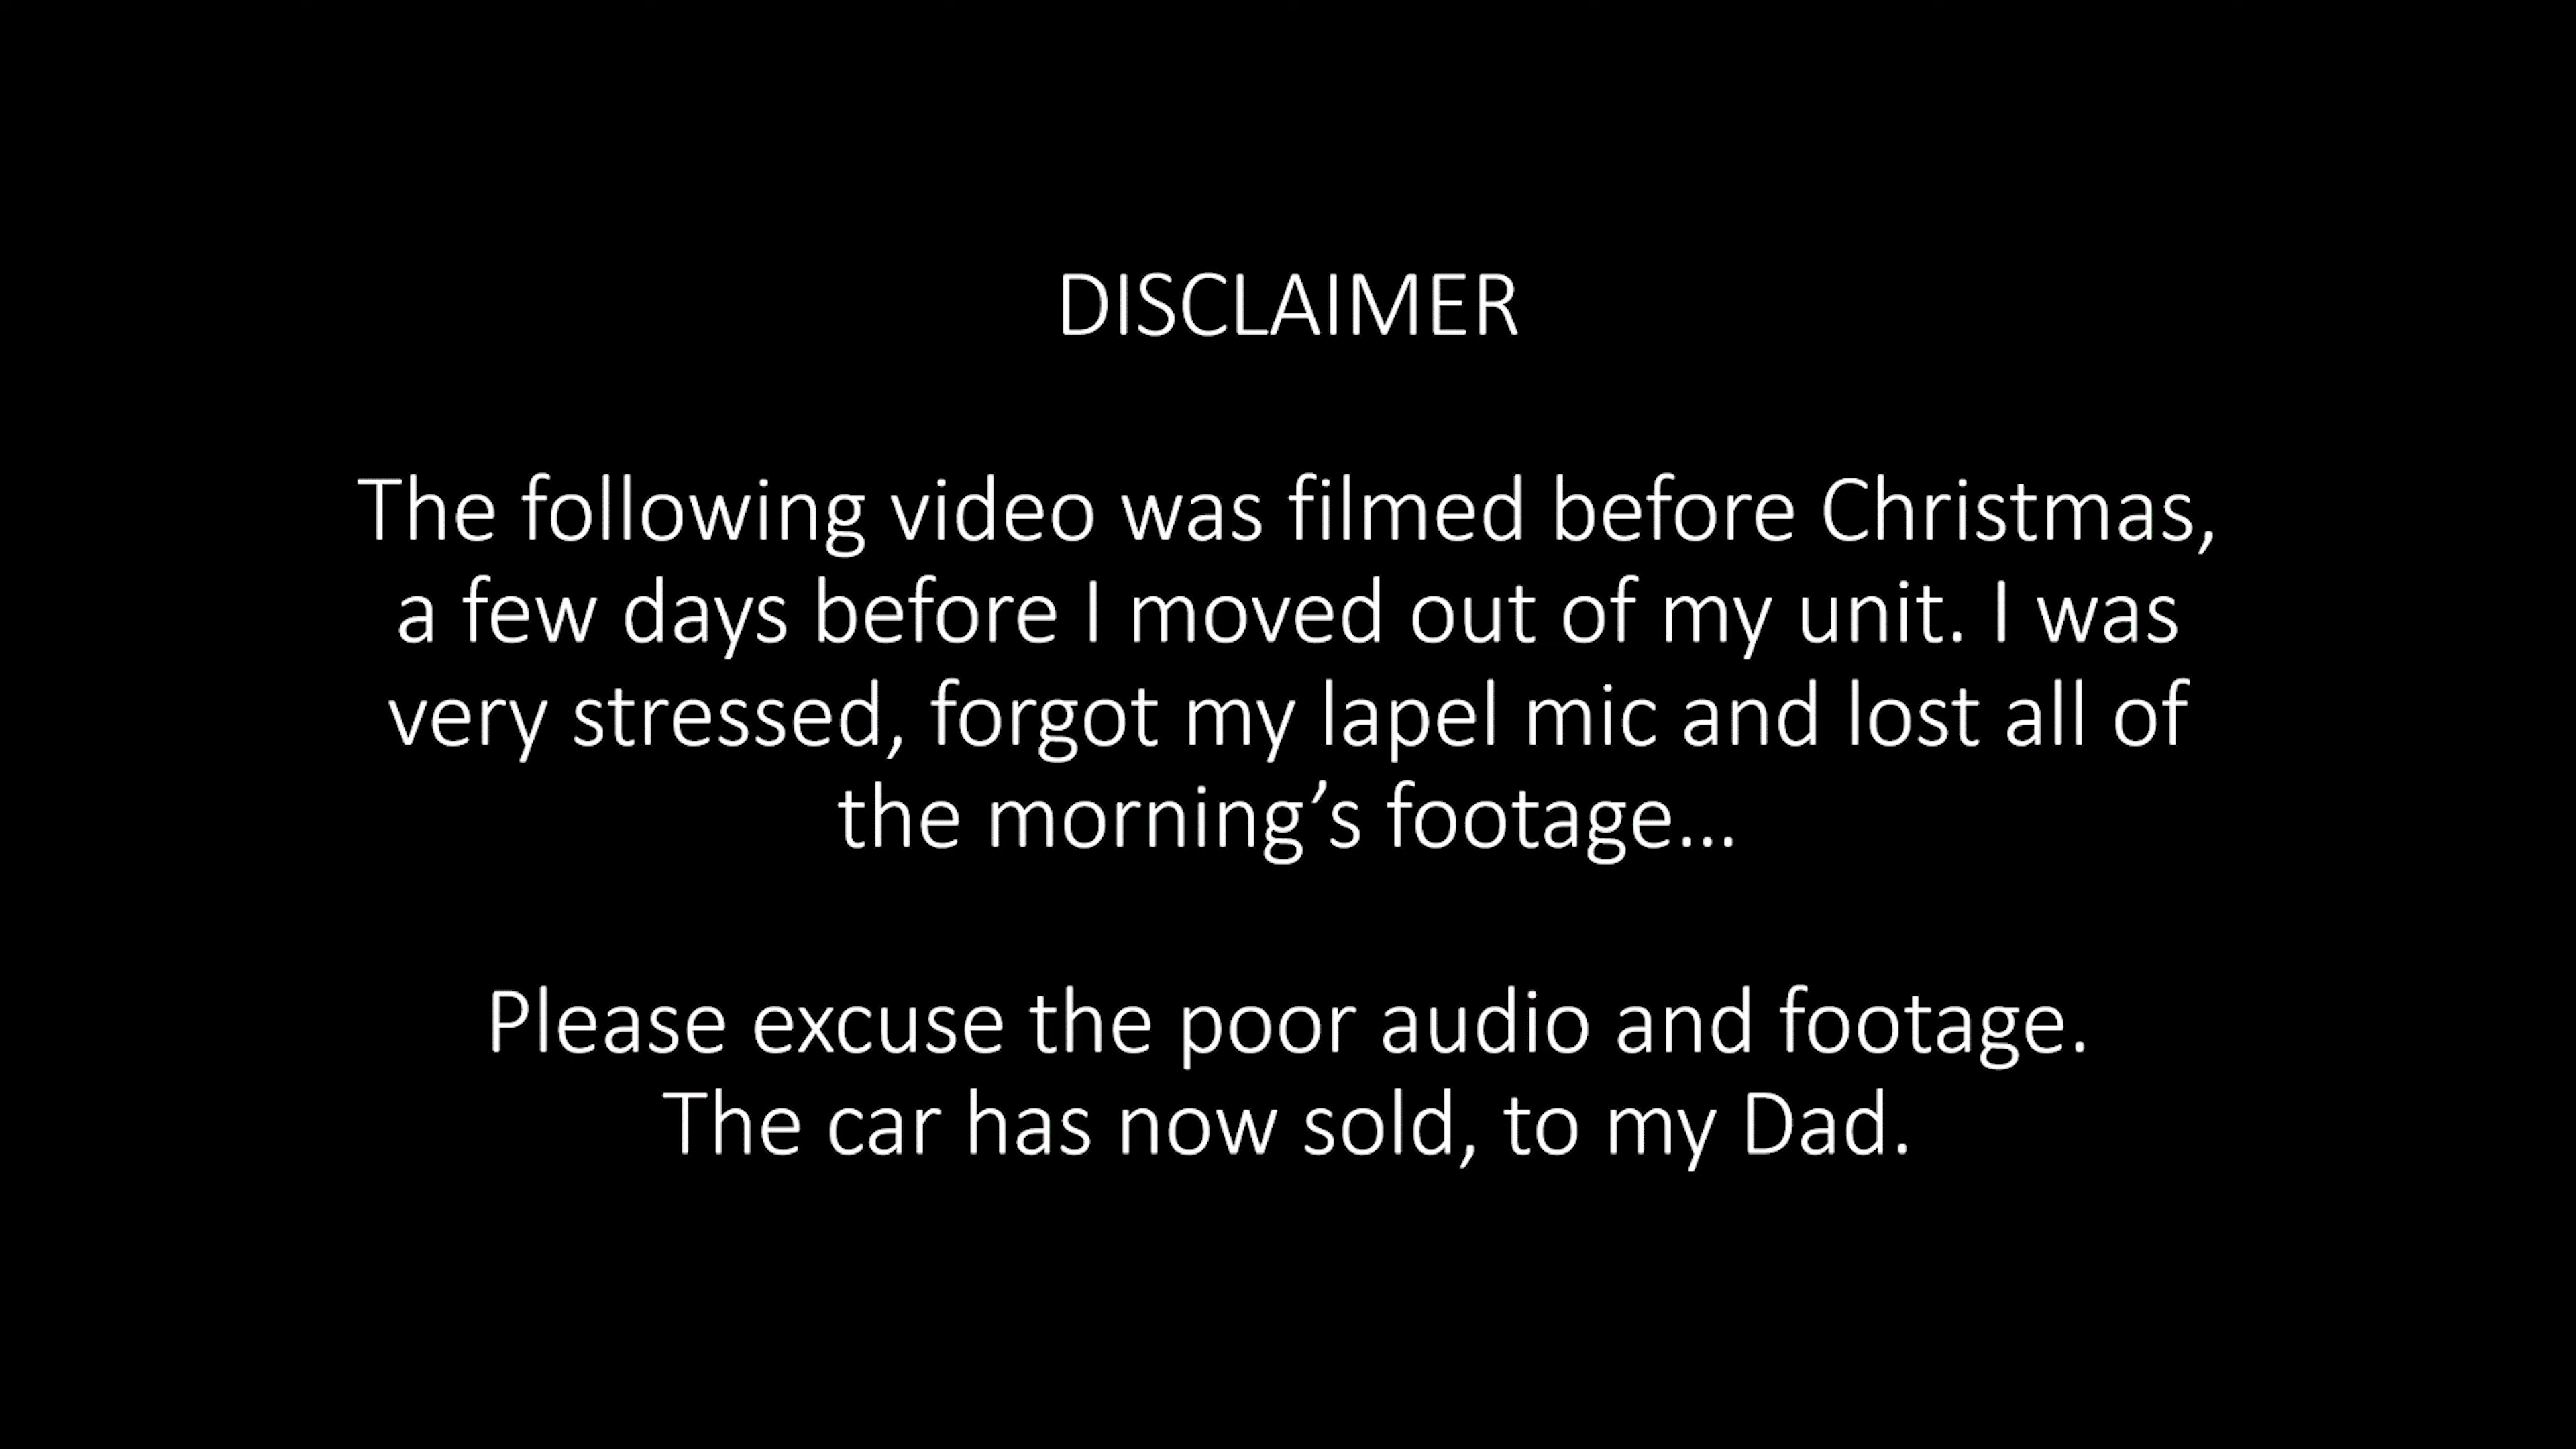 DISCLAIMER
The following video was filmed before Christmas,
a few days before I moved out of my unit. I was
very stressed, forgot my lapel mic and lost all of
the morning’s footage…
Please excuse the poor audio and footage.
The car has now sold, to my Dad.